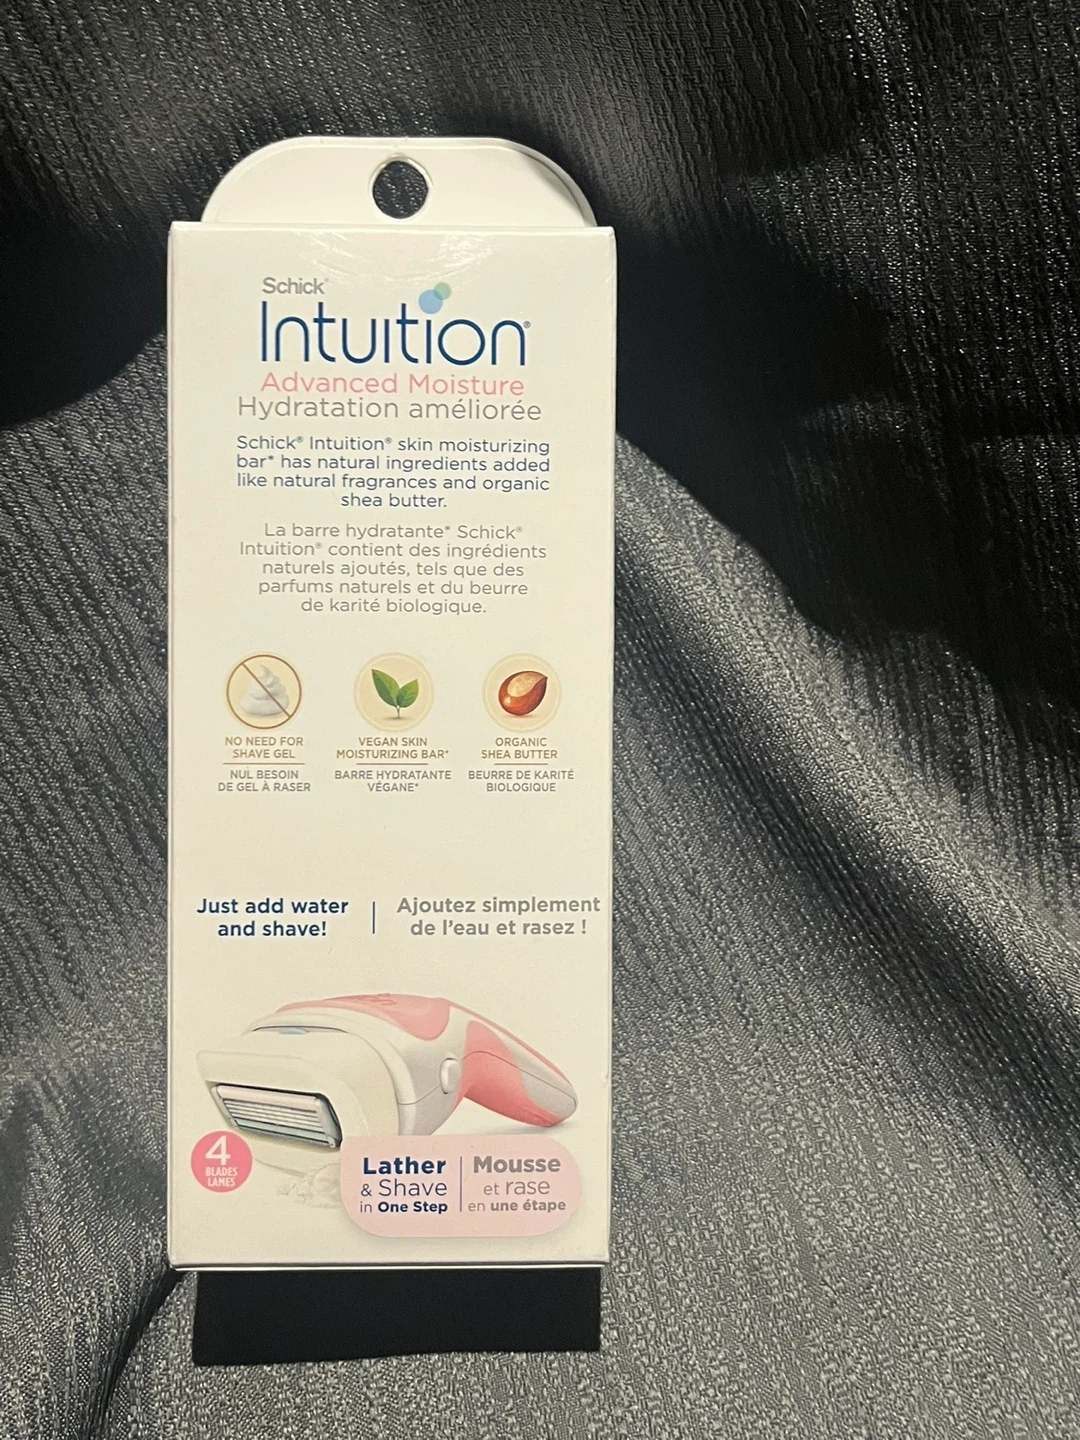 Schick®
Intuition®
Advanced Moisture
Hydratation améliorée
Schick® Intuition® skin moisturizing
bar* has natural ingredients added
like natural fragrances and organic
shea butter.
La barre hydratante* Schick®
Intuition® contient des ingrédients
naturels ajoutés, tels que des
parfums naturels et du beurre
de karité biologique.
NO NEED FOR
SHAVE GEL
NUL BESOIN
DE GEL À RASER
VEGAN SKIN
MOISTURIZING BAR*
BARRE HYDRATANTE
VÉGANE*
ORGANIC
SHEA BUTTER
BEURRE DE KARITÉ
BIOLOGIQUE
Just add water
and shave!
Ajoutez simplement
de l'eau et rasez !
4
BLADES
LAMES
Lather
& Shave
in One Step
Mousse
et rase
en une étape